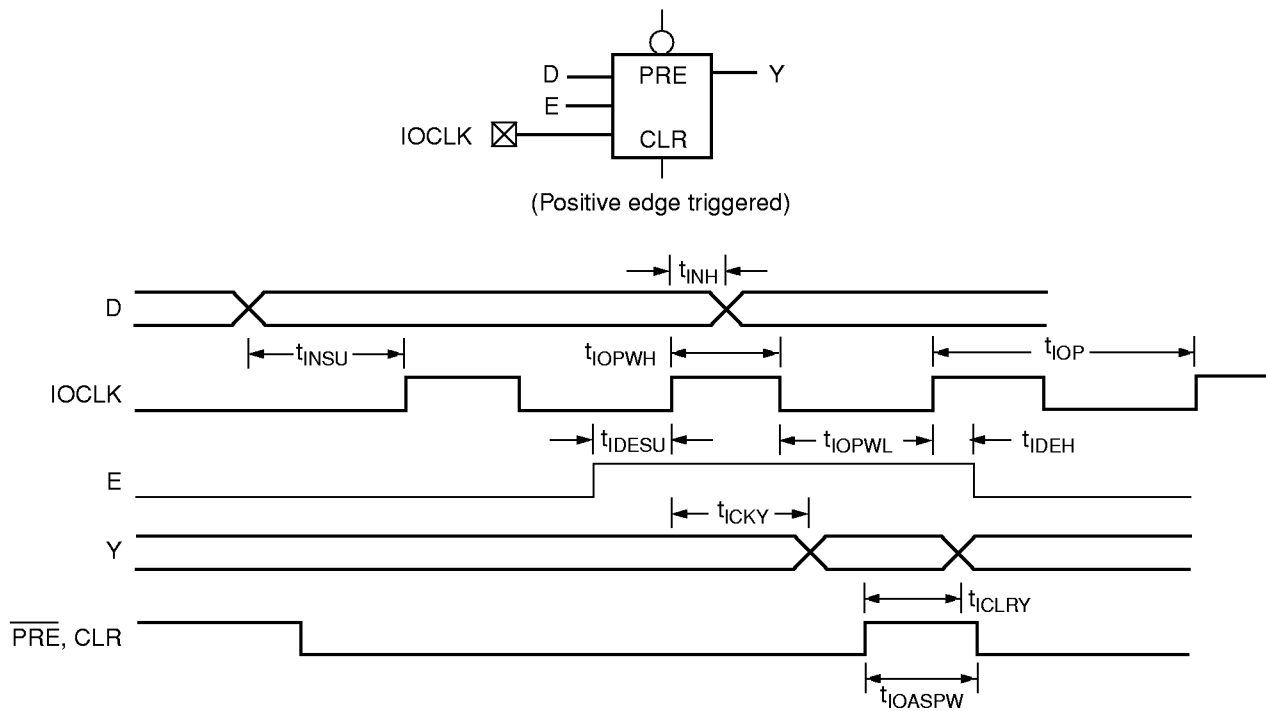 D
PRE
Y
E
IOCLK
CLR
(Positive edge triggered)
tINH
D
tINSU
tIOPWH
tIOP
IOCLK
tIDESU
tIOPWL
tIDEH
E
tICKY
Y
tICLRY
PRE, CLR
tIOASPW